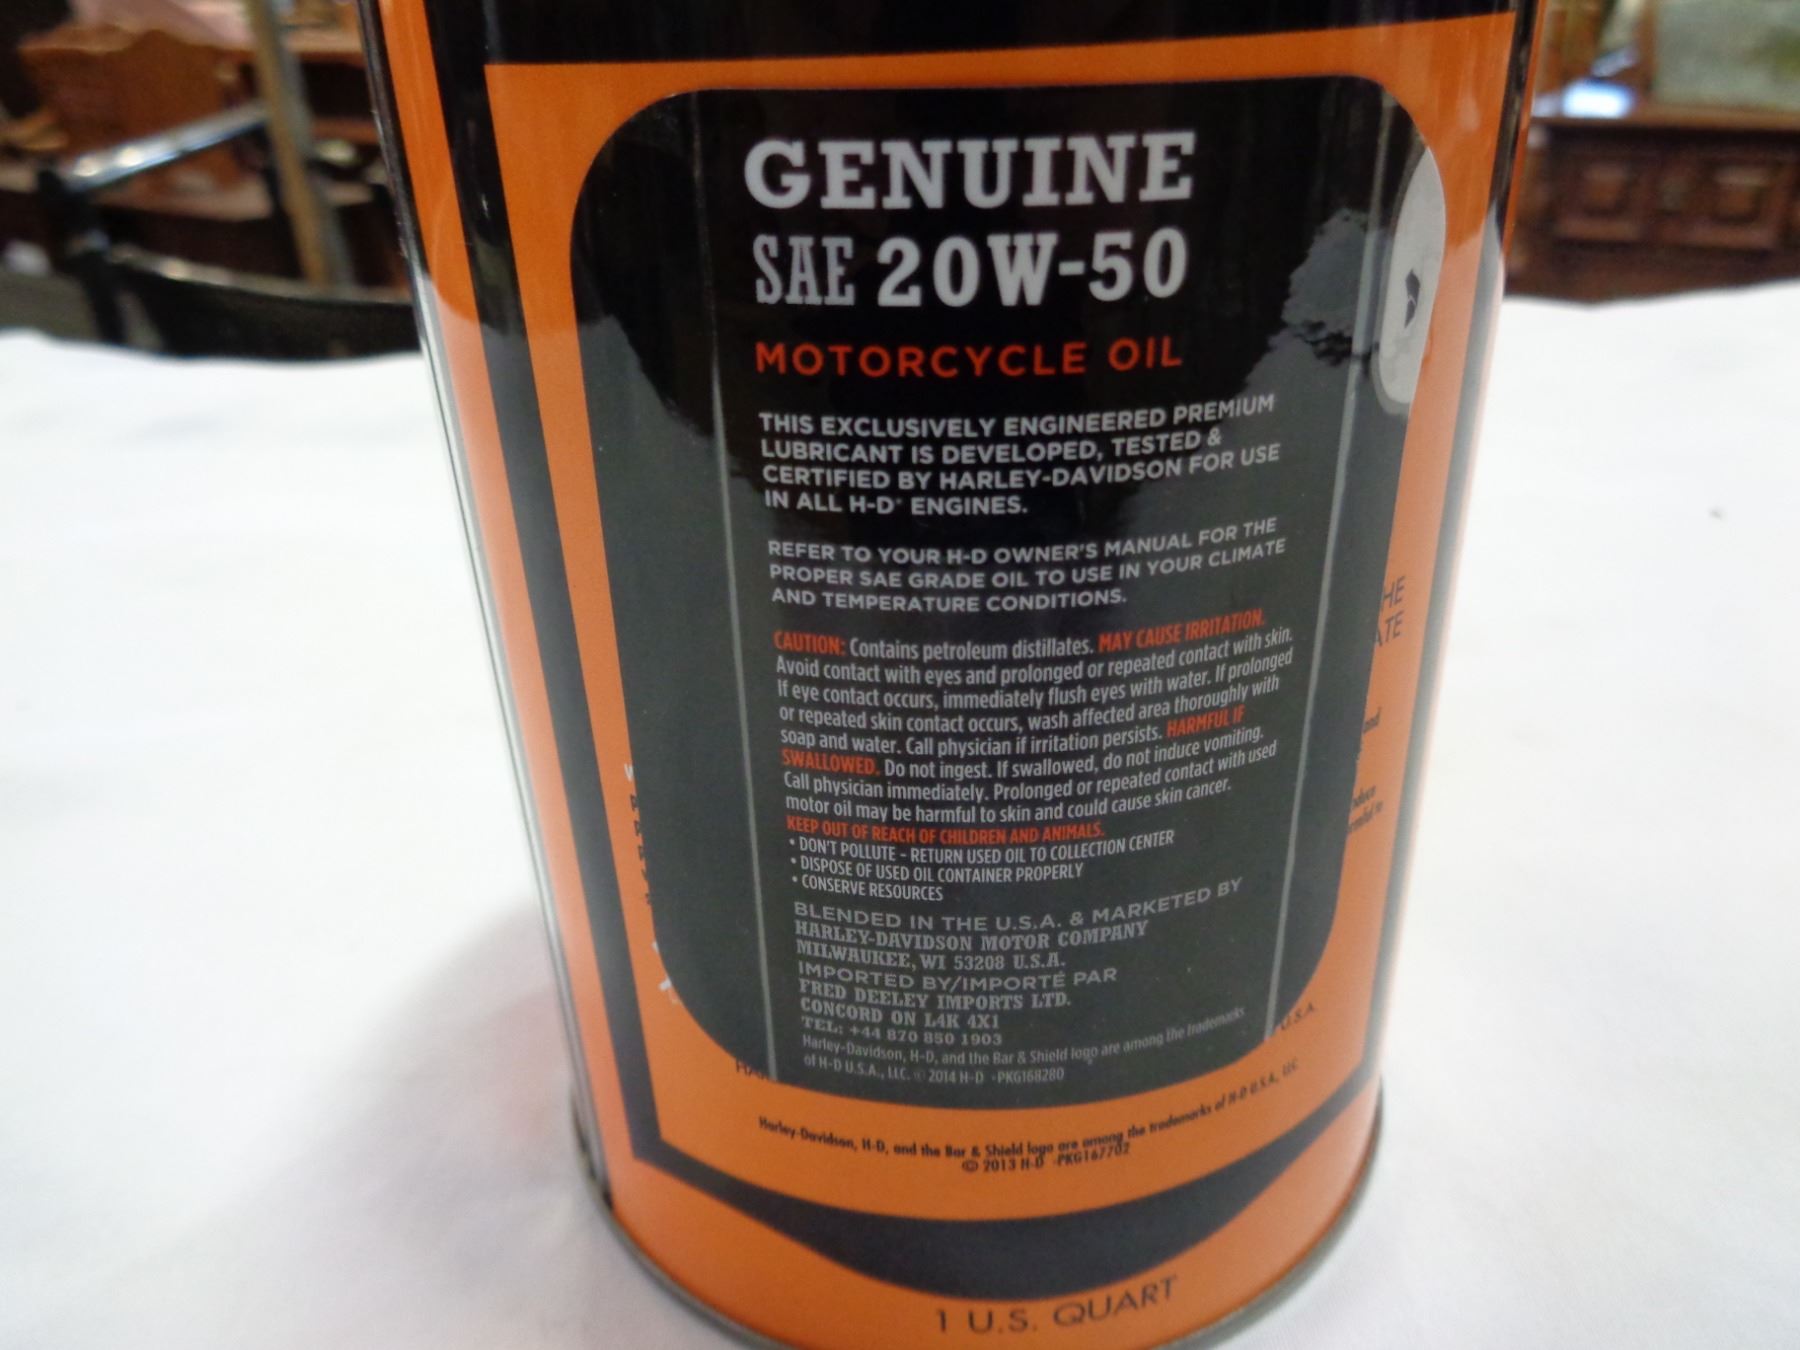 GENUINE
SAE 20W-50
MOTORCYCLE OIL
THIS EXCLUSIVELY ENGINEERED PREMIUM
LUBRICANT IS DEVELOPED, TESTED &
CERTIFIED BY HARLEY-DAVIDSON FOR USE
IN ALL H-D® ENGINES.
REFER TO YOUR H-D OWNER'S MANUAL FOR THE
PROPER SAE GRADE OIL TO USE IN YOUR CLIMATE
AND TEMPERATURE CONDITIONS.
CAUTION: Contains petroleum distillates. MAY CAUSE IRRITATION.
Avoid contact with eyes and prolonged or repeated contact with skin.
If eye contact occurs, immediately flush eyes with water. If prolonged
or repeated skin contact occurs, wash affected area thoroughly with
soap and water. Call physician if irritation persists. HARMFUL IF
SWALLOWED. Do not ingest. If swallowed, do not induce vomiting.
Call physician immediately. Prolonged or repeated contact with used
motor oil may be harmful to skin and could cause skin cancer.
KEEP OUT OF REACH OF CHILDREN AND ANIMALS.
• DON'T POLLUTE - RETURN USED OIL TO COLLECTION CENTER
• DISPOSE OF USED OIL CONTAINER PROPERLY
• CONSERVE RESOURCES
BLENDED IN THE U.S.A. & MARKETED BY
HARLEY-DAVIDSON MOTOR COMPANY
MILWAUKEE, WI 53208 U.S.A.
IMPORTED BY/IMPORTÉ PAR
FRED DEELEY IMPORTS LTD.
CONCORD ON L4K 4X1
TEL: +44 870 850 1903
Harley-Davidson, H-D, and the Bar & Shield logo are among the trademarks
of H-D U.S.A., LLC. © 2014 H-D -PKG168280
HE
ATE
U.S.A.
Harley-Davidson, H-D, and the Bar & Shield logo are among the trademarks of H-D U.S.A, LLC
© 2013 H-D -PKG167702
1 U.S. QUART